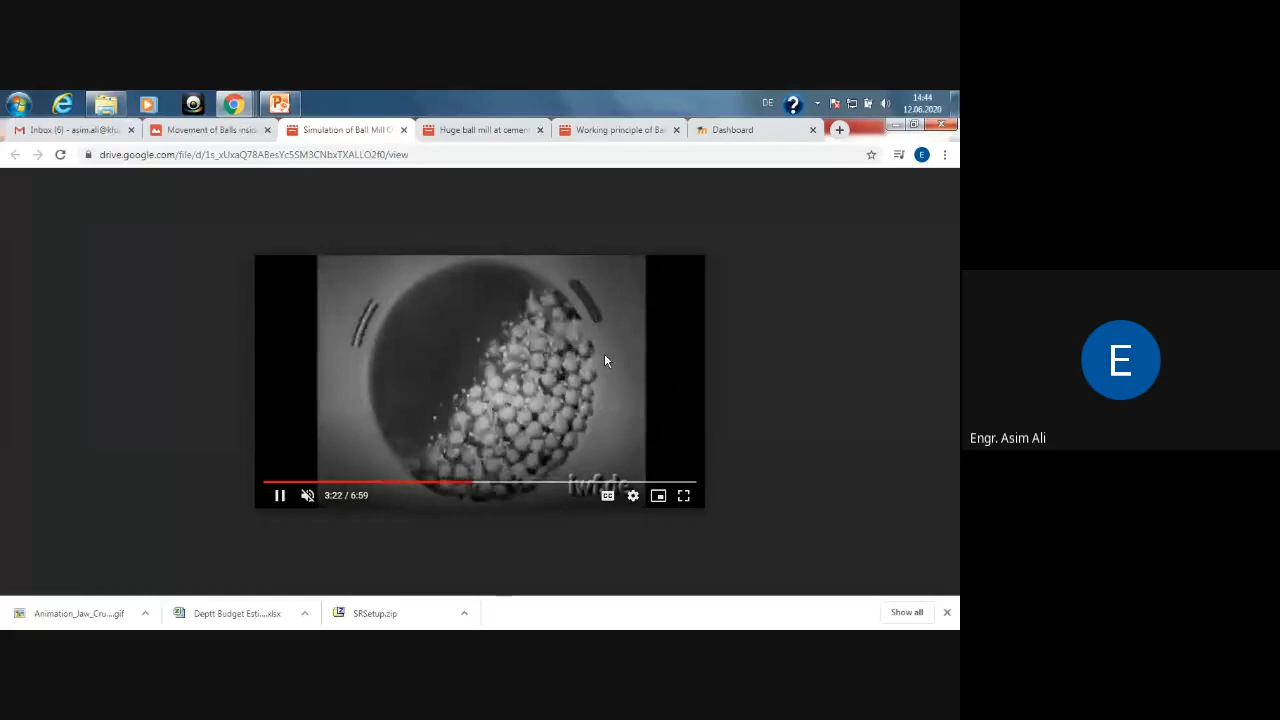 DE
14:44
12.06.2020
Inbox (6) - asim.ali@kfu
Movement of Balls insid
Simulation of Ball Mill O
Huge ball mill at cemen
Working principle of Ba
Dashboard
drive.google.com/file/d/1s_xUxaQ78ABesYc5SM3CNbxTXALLO2f0/view
E
iwf.de
3:22 / 6:59
CC
E
Engr. Asim Ali
Animation_Jaw_Cru....gif
Deptt Budget Esti....xlsx
SRSetup.zip
Show all